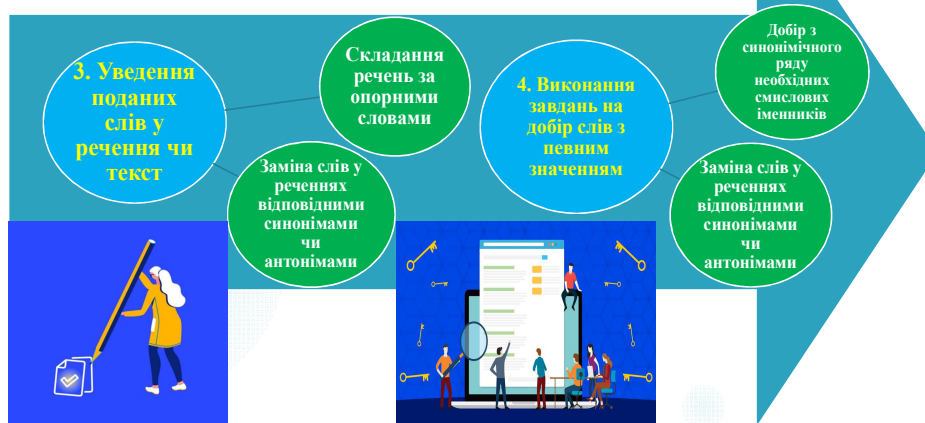 3. Уведення
поданих
слів у
речення чи
текст
Складання
речень за
опорними
словами
Заміна слів у
реченнях
відповідними
синонімами
чи
антонімами
4. Виконання
завдань на
добір слів з
певним
значенням
Добір з
синонімічного
ряду
необхідних
смислових
іменників
Заміна слів у
реченнях
відповідними
синонімами
чи
антонімами